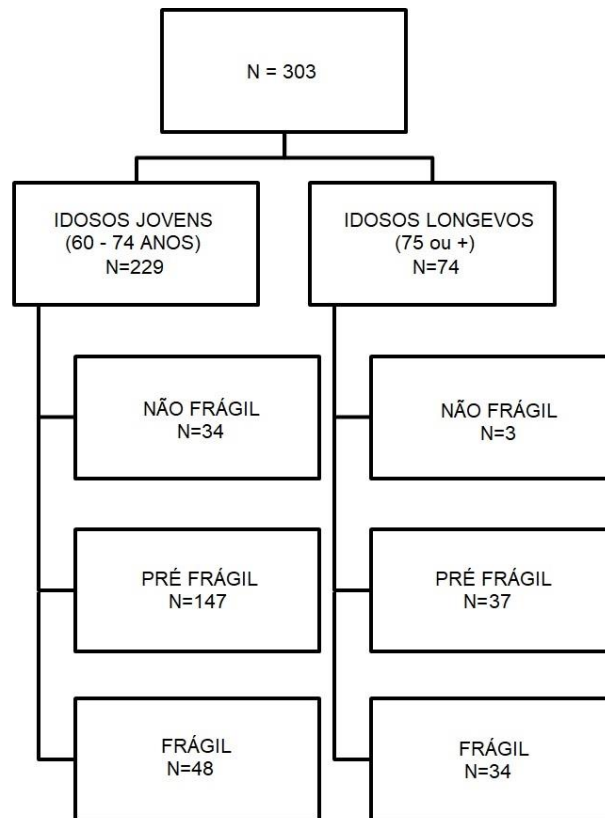 N = 303
IDOSOS JOVENS
(60 - 74 ANOS)
N=229
IDOSOS LONGEVOS
(75 ou +)
N=74
NÃO FRÁGIL
N=34
NÃO FRÁGIL
N=3
PRÉ FRÁGIL
N=147
PRÉ FRÁGIL
N=37
FRÁGIL
N=48
FRÁGIL
N=34